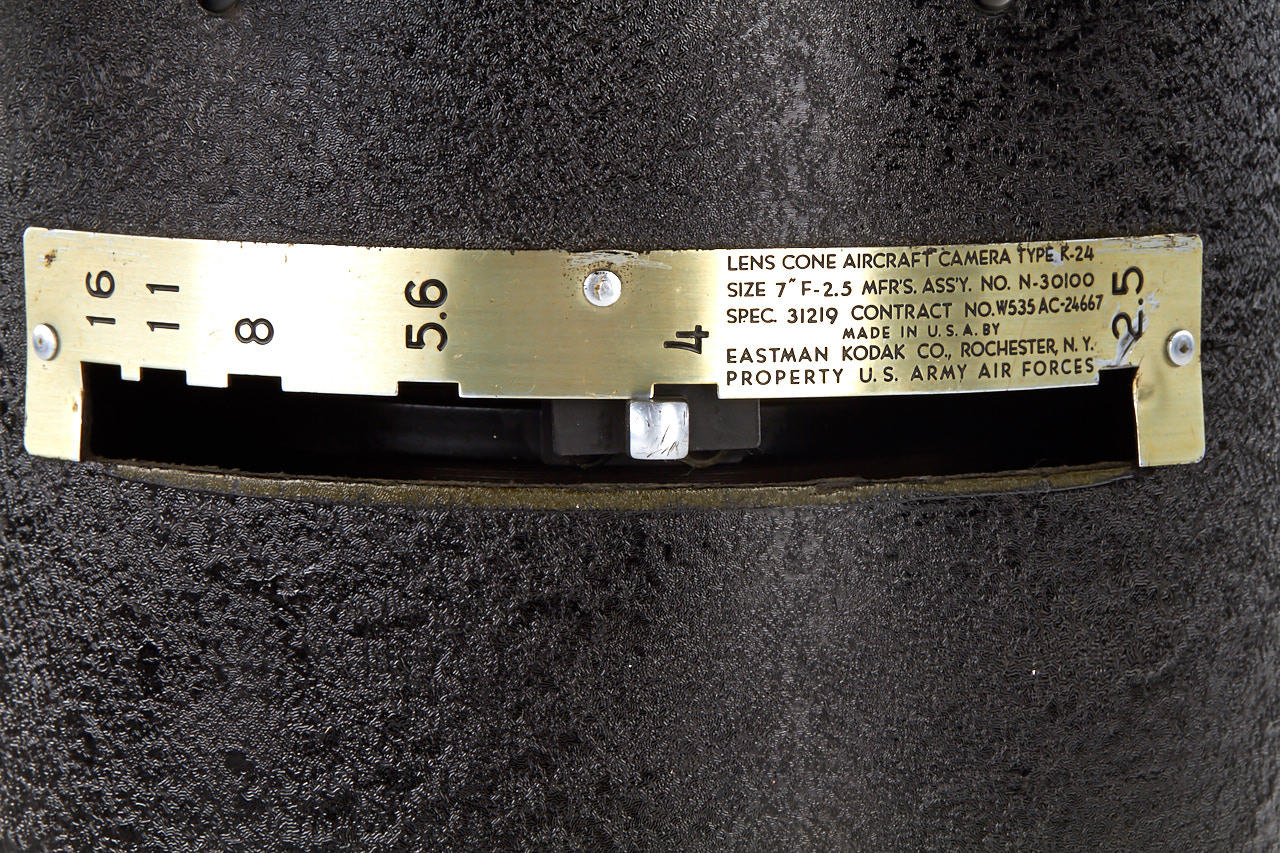 16
11
8
5.6
4
LENS CONE AIRCRAFT CAMERA TYPE K-24
SIZE 7" F-2.5 MFR'S. ASS'Y. NO. N-30100
SPEC. 31219 CONTRACT NO. W535 AC-24667
MADE IN U.S.A. BY
EASTMAN KODAK CO., ROCHESTER, N.Y.
PROPERTY U.S. ARMY AIR FORCES
2.5